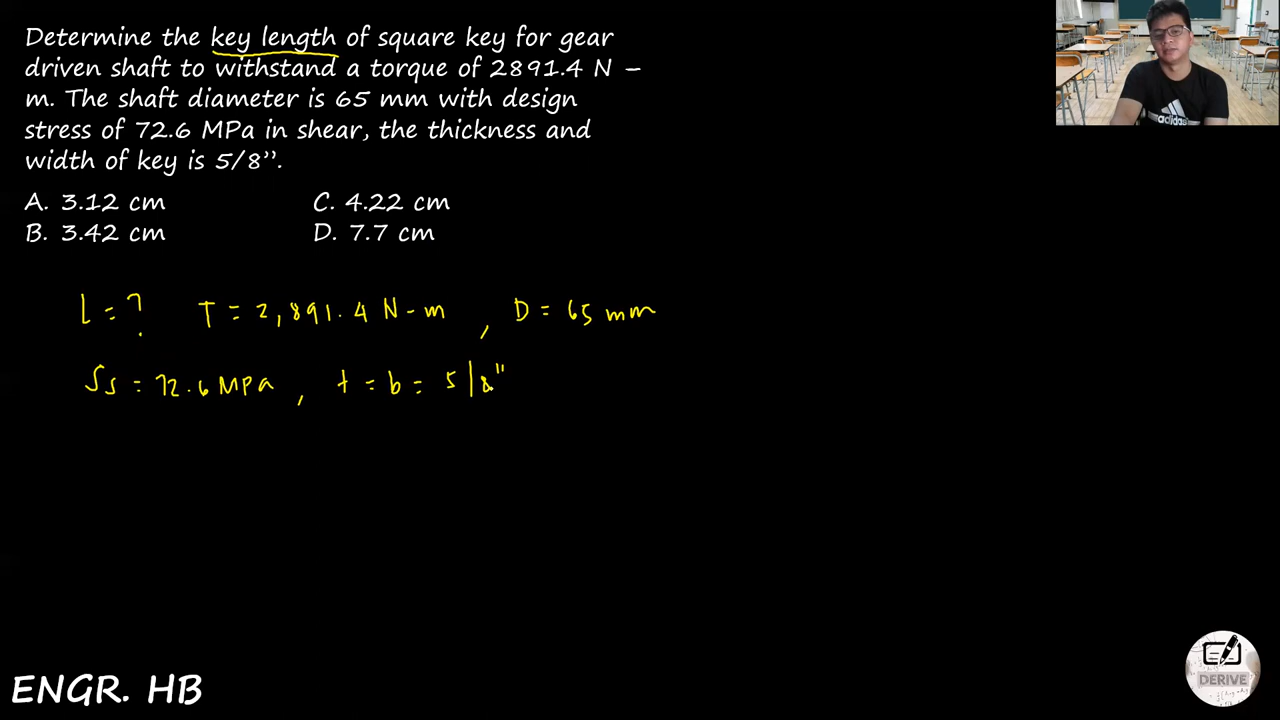 Determine the key length of square key for gear
driven shaft to withstand a torque of 2891.4 N –
m. The shaft diameter is 65 mm with design
stress of 72.6 MPa in shear, the thickness and
width of key is 5/8”.
A. 3.12 cm C. 4.22 cm
B. 3.42 cm D. 7.7 cm
L = ? T = 2,891.4 N-m , D = 65 mm
Ss = 72.6 MPa , t = b = 5/8"
ENGR. HB
adidas
DERIVE